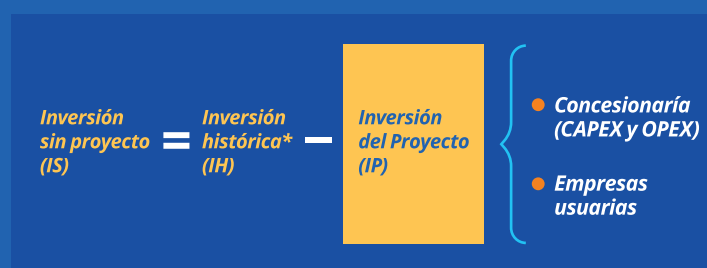 Inversión
sin proyecto
(IS)
=
Inversión
histórica*
(IH)
–
Inversión
del Proyecto
(IP)
Concesionaría
(CAPEX y OPEX)
Empresas
usuarias